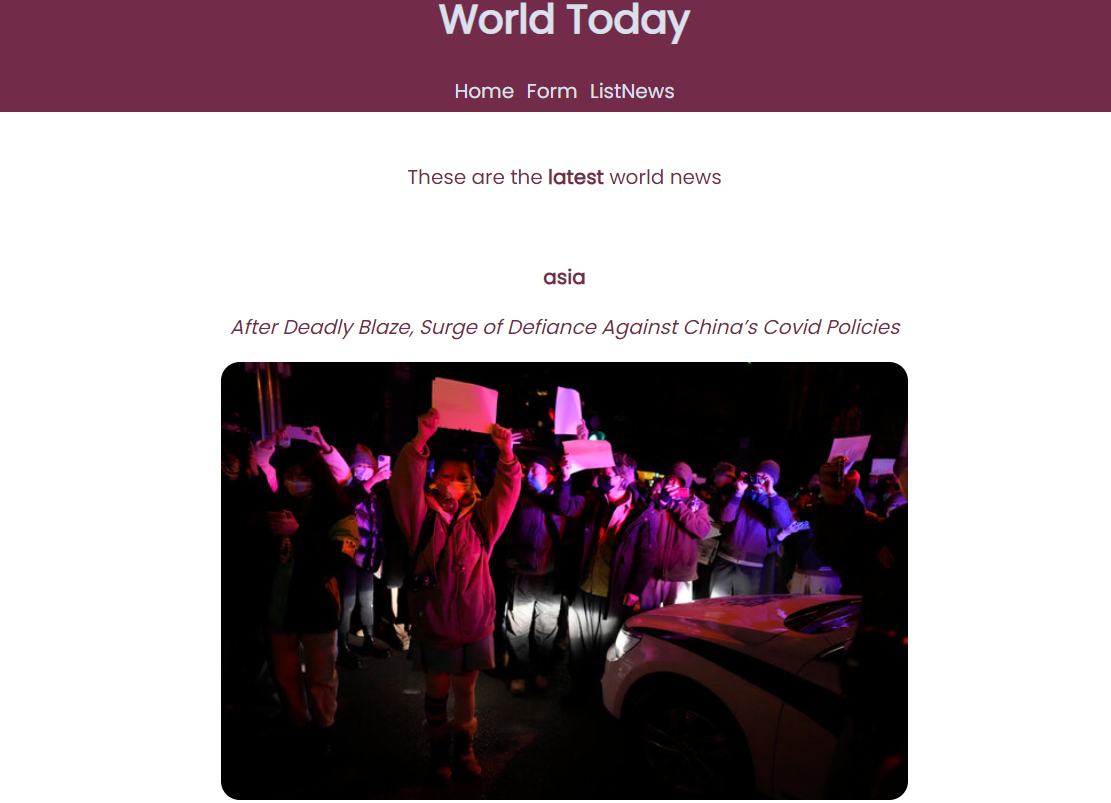 World Today
Home Form ListNews
These are the latest world news
asia
After Deadly Blaze, Surge of Defiance Against China’s Covid Policies